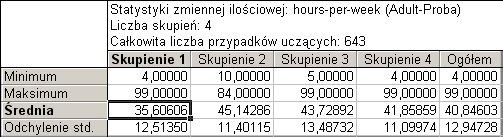 Statystyki zmiennej ilościowej: hours-per-week (Adult-Proba)
Liczba skupień: 4
Całkowita liczba przypadków uczących: 643
Skupienie 1 Skupienie 2 Skupienie 3 Skupienie 4 Ogółem
Minimum 4,00000 10,00000 5,00000 4,00000 4,00000
Maksimum 99,00000 84,00000 99,00000 99,00000 99,00000
Średnia 35,60606 45,14286 43,72892 41,85859 40,84603
Odchylenie std. 12,51350 11,40115 13,48732 11,09974 12,94728